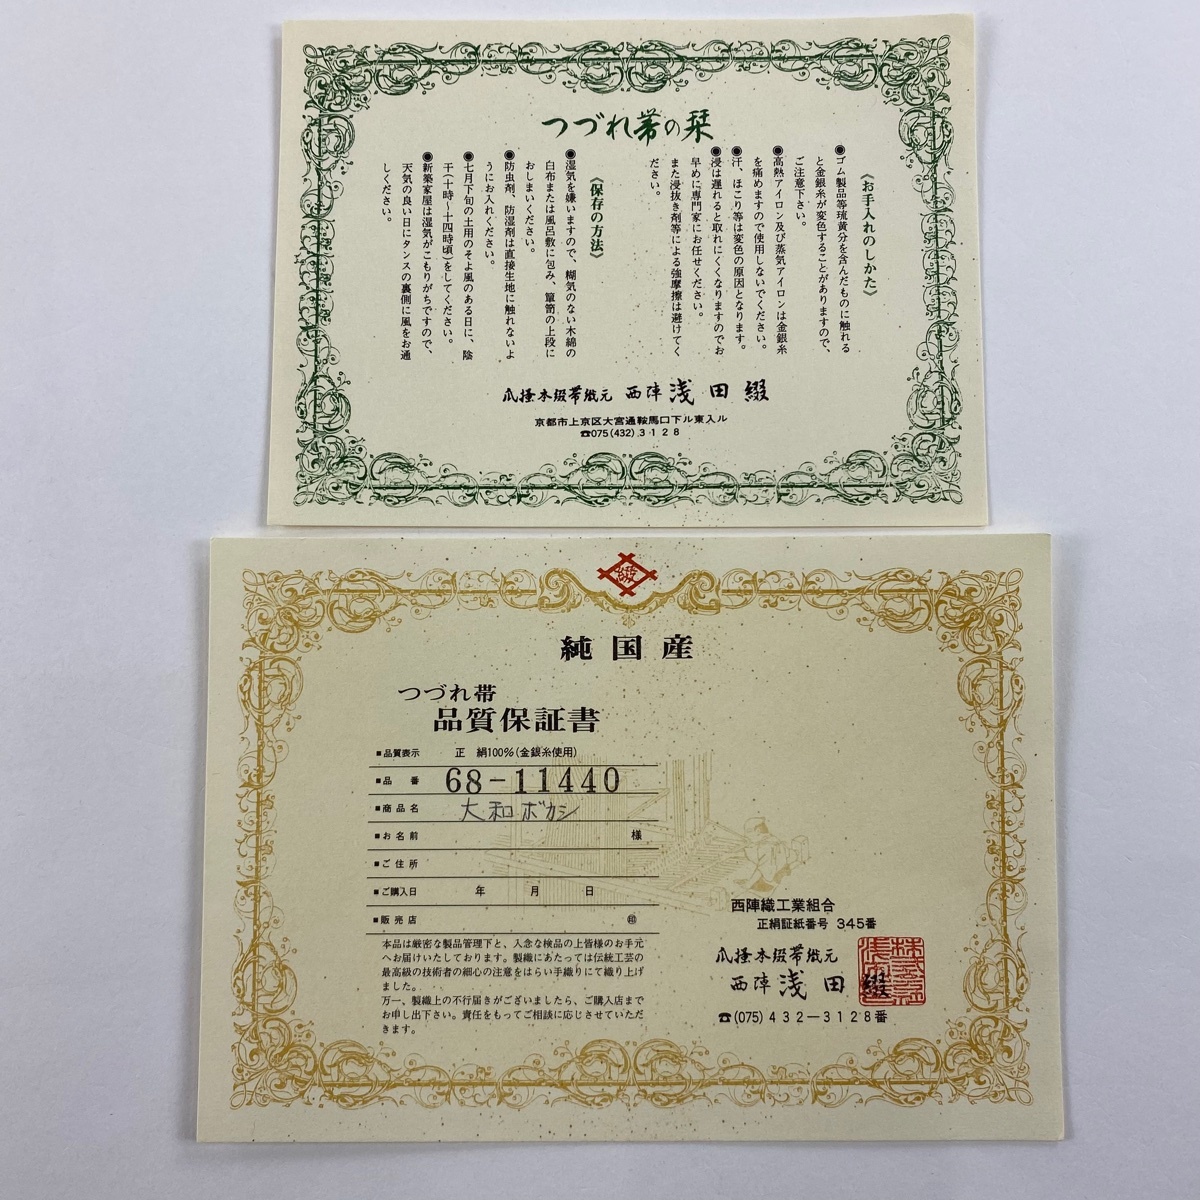 つづれ帯の栞
《お手入れのしかた》
●ゴム製品等琉黄分を含んだものに触れる
と金銀糸が変色することがありますので、
ご注意下さい。
●高熱アイロン及び蒸気アイロンは金銀糸
を痛めますので使用しないでください。
●汗、ほこり等は変色の原因となります。
●浸は遅れると取れにくくなりますのでお
早めに専門家にお任せください。
また浸抜き剤等による強摩擦は避けてく
ださい。
《保存の方法》
●湿気を嫌いますので、糊気のない木綿の
白布または風呂敷に包み、箪笥の上段に
おしまいください。
●防虫剤、防湿剤は直接生地に触れないよ
うにお入れください。
●七月下旬の土用のそよ風のある日に、陰
干(十時〜十四時頃)をしてください。
●新築家屋は湿気がこもりがちですので、
天気の良い日にタンスの裏側に風をお通
しください。
爪掻本綴帯織元 西陣 浅田綴
京都市上京区大宮通鞍馬口下ル東入ル
☎075(432)3128
綴
純国産
つづれ帯
品質保証書
■品質表示 正 絹100%(金銀糸使用)
■品 番 68-11440
■商品名 大和ボカシ
■お名前 様
■ご住所
■ご購入日 年 月 日
■販売店 ㊞
本品は厳密な製品管理下と、入念な検品の上皆様のお手元
へお届けいたしております。製織にあたっては伝統工芸の
最高級の技術者の細心の注意をはらい手織りにて織り上げ
ました。
万一、製織上の不行届きがございましたら、ご購入店まで
お申し出下さい。責任をもってご相談に応じさせていただ
きます。
西陣織工業組合
正絹証紙番号 345番
爪掻本綴帯織元
西陣 浅田綴
☎(075)432-3128番